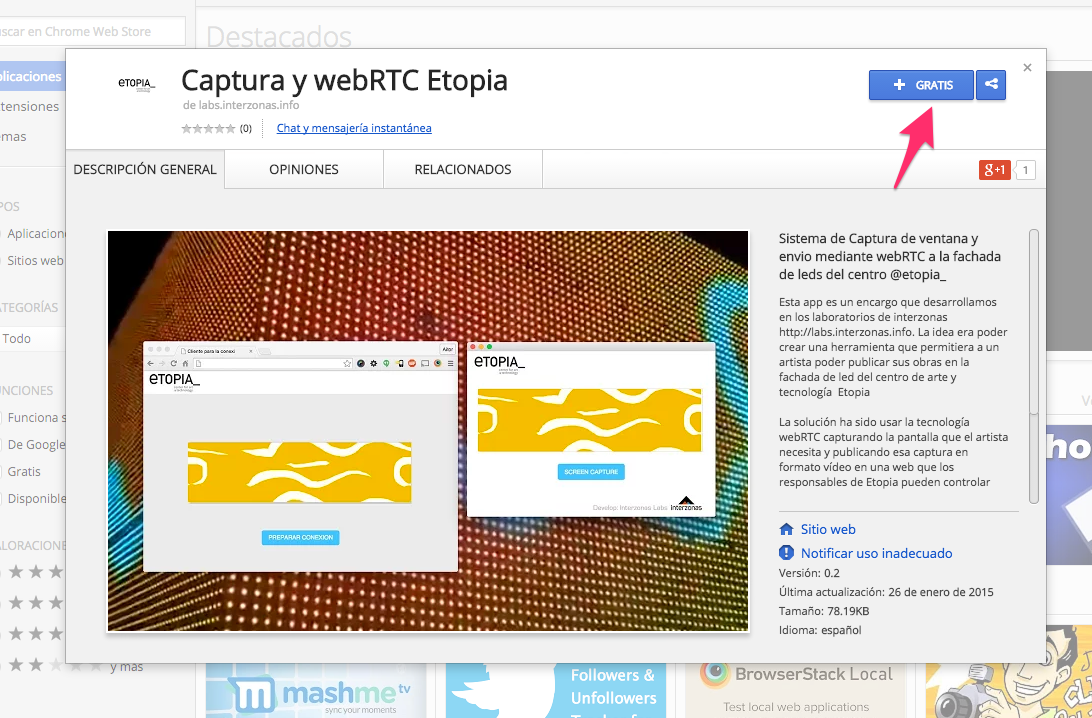 uscar en Chrome Web Store
Destacados
plicaciones
tensiones
mas
POS
Aplicacion
Sitios web
ATEGORÍAS
Todo
UNCIONES
Funciona s
De Google
Gratis
Disponible
ALORACIONE
y más
ETOPIA_
Captura y webRTC Etopia
de labs.interzonas.info
(0)
Chat y mensajería instantánea
GRATIS
DESCRIPCIÓN GENERAL
OPINIONES
RELACIONADOS
g+1
1
Cliente para la conexi
Aitor
ETOPIA_
PREPARAR CONEXION
ETOPIA_
SCREEN CAPTURE
Develop: Interzonas Labs
interzonas
Sistema de Captura de ventana y
envio mediante webRTC a la fachada
de leds del centro @etopia_
Esta app es un encargo que desarrollamos
en los laboratorios de interzonas
http://labs.interzonas.info. La idea era poder
crear una herramienta que permitiera a un
artista poder publicar sus obras en la
fachada de led del centro de arte y
tecnología Etopia
La solución ha sido usar la tecnología
webRTC capturando la pantalla que el artista
necesita y publicando esa captura en
formato vídeo en una web que los
responsables de Etopia pueden controlar
Sitio web
Notificar uso inadecuado
Versión: 0.2
Última actualización: 26 de enero de 2015
Tamaño: 78.19KB
Idioma: español
mashme tv
sync your moments
Followers &
Unfollowers
BrowserStack Local
Test local web applications